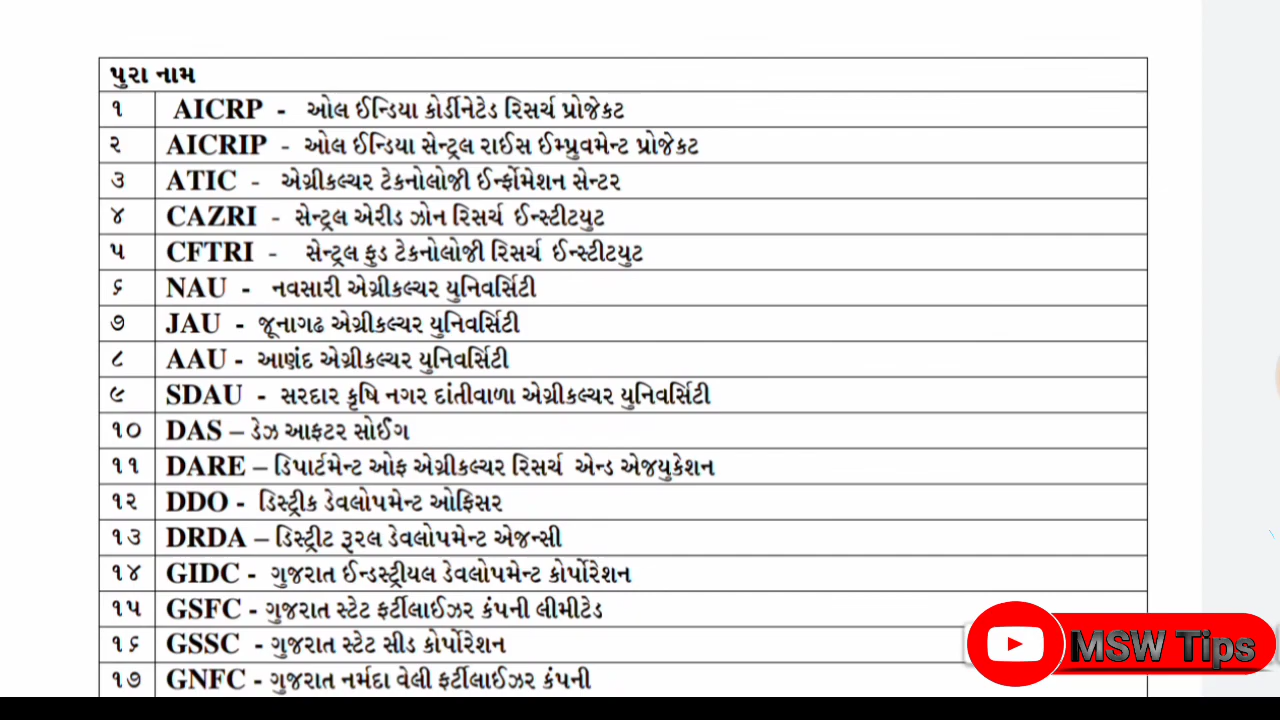 પુરા નામ
૧ AICRP - ઓલ ઈન્ડિયા કોર્ડીનેટેડ રિસર્ચ પ્રોજેકટ
૨ AICRIP - ઓલ ઈન્ડિયા સેન્ટ્રલ રાઈસ ઈમ્પ્રુવમેન્ટ પ્રોજેકટ
૩ ATIC - એગ્રીકલ્ચર ટેકનોલોજી ઈર્ન્ફોમેશન સેન્ટર
૪ CAZRI - સેન્ટ્રલ એરીડ ઝોન રિસર્ચ ઈન્સ્ટીટયુટ
૫ CFTRI - સેન્ટ્રલ ફુડ ટેકનોલોજી રિસર્ચ ઈન્સ્ટીટયુટ
૬ NAU - નવસારી એગ્રીકલ્ચર યુનિવર્સિટી
૭ JAU - જૂનાગઢ એગ્રીકલ્ચર યુનિવર્સિટી
૮ AAU - આણંદ એગ્રીકલ્ચર યુનિવર્સિટી
૯ SDAU - સરદાર કૃષિ નગર દાંતીવાળા એગ્રીકલ્ચર યુનિવર્સિટી
૧૦ DAS – ડેઝ આફટર સોઈગ
૧૧ DARE – ડિપાર્ટમેન્ટ ઓફ એગ્રીકલ્ચર રિસર્ચ એન્ડ એજયુકેશન
૧૨ DDO - ડિસ્ટ્રીક ડેવલોપમેન્ટ ઓફિસર
૧૩ DRDA – ડિસ્ટ્રીટ રૂરલ ડેવલોપમેન્ટ એજન્સી
૧૪ GIDC - ગુજરાત ઈન્ડસ્ટ્રીયલ ડેવલોપમેન્ટ કોર્પોરેશન
૧૫ GSFC - ગુજરાત સ્ટેટ ફર્ટીલાઈઝર કંપની લીમીટેડ
૧૬ GSSC - ગુજરાત સ્ટેટ સીડ કોર્પોરેશન
૧૭ GNFC - ગુજરાત નર્મદા વેલી ફર્ટીલાઈઝર કંપની
MSW Tips